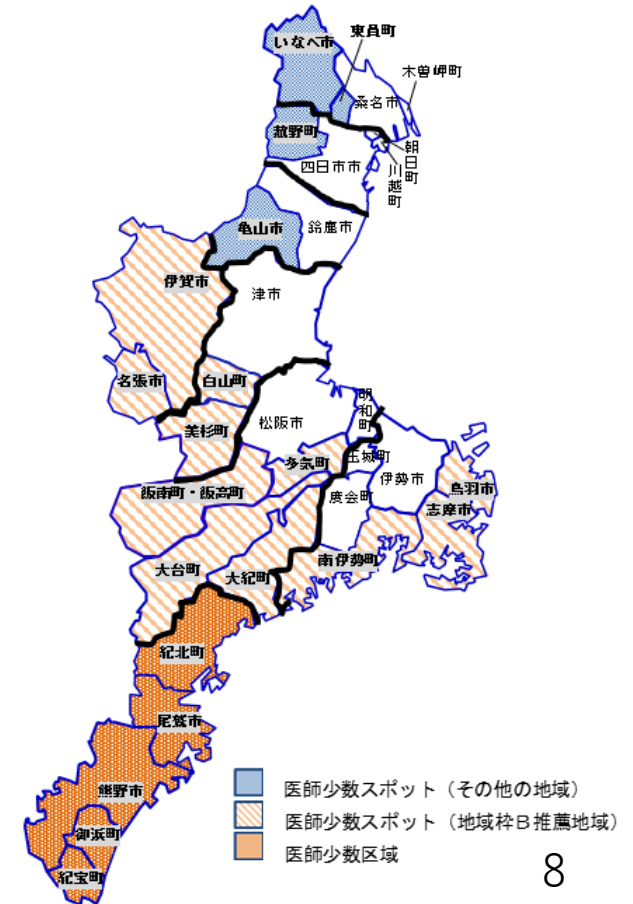 東員町
いなべ市
木曽岬町
桑名市
菰野町
朝日町
川越町
四日市市
亀山市
鈴鹿市
伊賀市
津市
名張市
白山町
明和町
美杉町
松阪市
多気町
玉城町
伊勢市
鳥羽市
飯南町・飯高町
度会町
志摩市
大台町
大紀町
南伊勢町
紀北町
尾鷲市
熊野市
御浜町
紀宝町
医師少数スポット（その他の地域）
医師少数スポット（地域枠Ｂ推薦地域）
医師少数区域
8